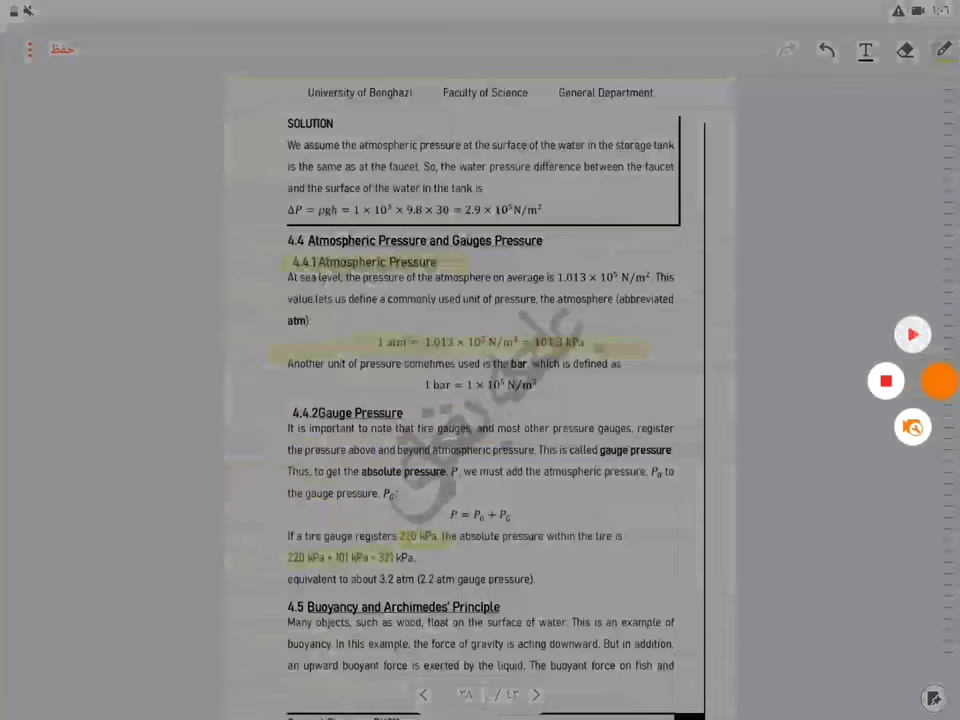 ١:٠٦
حفظ
T
University of Benghazi Faculty of Science General Department
SOLUTION
We assume the atmospheric pressure at the surface of the water in the storage tank
is the same as at the faucet. So, the water pressure difference between the faucet
and the surface of the water in the tank is
ΔP = ρgh = 1 × 10³ × 9.8 × 30 = 2.9 × 10⁵ N/m²
4.4 Atmospheric Pressure and Gauges Pressure
4.4.1 Atmospheric Pressure
At sea level, the pressure of the atmosphere on average is 1.013 × 10⁵ N/m². This
value lets us define a commonly used unit of pressure, the atmosphere (abbreviated
atm):
1 atm = 1.013 × 10⁵ N/m² = 101.3 kPa
Another unit of pressure sometimes used is the bar, which is defined as
1 bar = 1 × 10⁵ N/m²
4.4.2Gauge Pressure
It is important to note that tire gauges, and most other pressure gauges, register
the pressure above and beyond atmospheric pressure. This is called gauge pressure.
Thus, to get the absolute pressure, P, we must add the atmospheric pressure, P₀ to
the gauge pressure, P_G:
P = P₀ + P_G
If a tire gauge registers 220 kPa, the absolute pressure within the tire is
220 kPa + 101 kPa = 321 kPa,
equivalent to about 3.2 atm (2.2 atm gauge pressure).
4.5 Buoyancy and Archimedes' Principle
Many objects, such as wood, float on the surface of water. This is an example of
buoyancy. In this example, the force of gravity is acting downward. But in addition,
an upward buoyant force is exerted by the liquid. The buoyant force on fish and
٣٨ / ٤٣